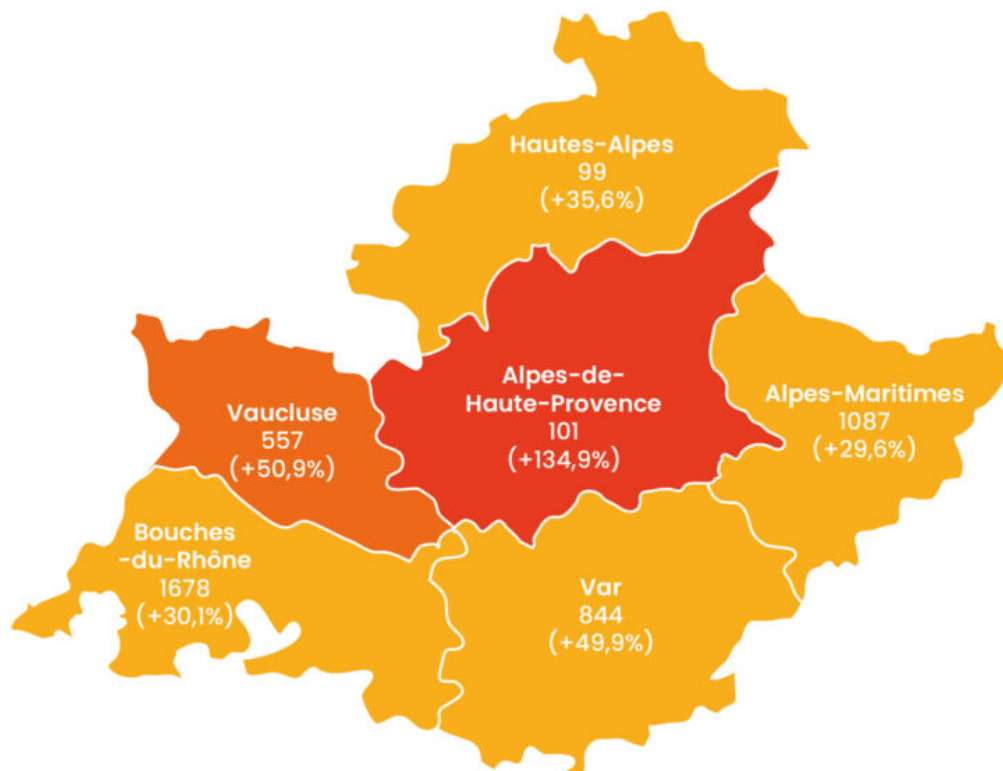 Hautes-Alpes
99
(+35,6%)
Alpes-de-
Haute-Provence
101
(+134,9%)
Alpes-Maritimes
1087
(+29,6%)
Vaucluse
557
(+50,9%)
Bouches
-du-Rhône
1678
(+30,1%)
Var
844
(+49,9%)